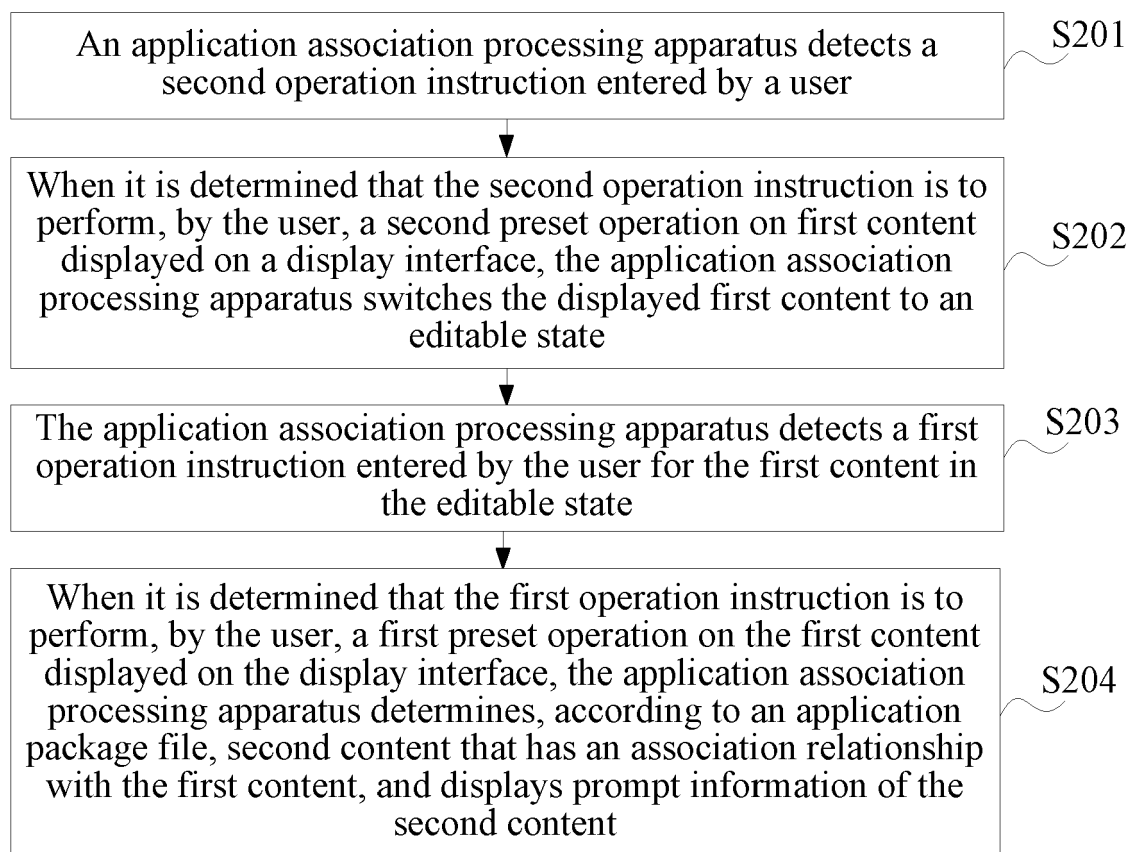 An application association processing apparatus detects a
second operation instruction entered by a user
S201
When it is determined that the second operation instruction is to
perform, by the user, a second preset operation on first content
displayed on a display interface, the application association
processing apparatus switches the displayed first content to an
editable state
S202
The application association processing apparatus detects a first
operation instruction entered by the user for the first content in
the editable state
S203
When it is determined that the first operation instruction is to
perform, by the user, a first preset operation on the first content
displayed on the display interface, the application association
processing apparatus determines, according to an application
package file, second content that has an association relationship
with the first content, and displays prompt information of the
second content
S204